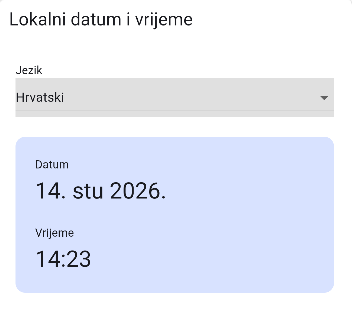 Lokalni datum i vrijeme
Jezik
Hrvatski
Datum
14. stu 2026.
Vrijeme
14:23